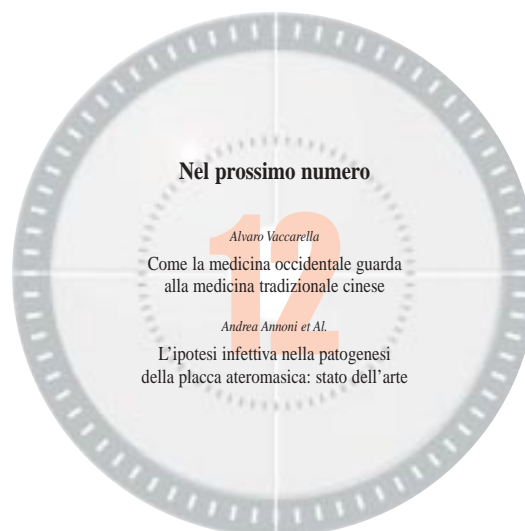 Nel prossimo numero
12
Alvaro Vaccarella
Come la medicina occidentale guarda
alla medicina tradizionale cinese
Andrea Annoni et Al.
L'ipotesi infettiva nella patogenesi
della placca ateromasica: stato dell'arte